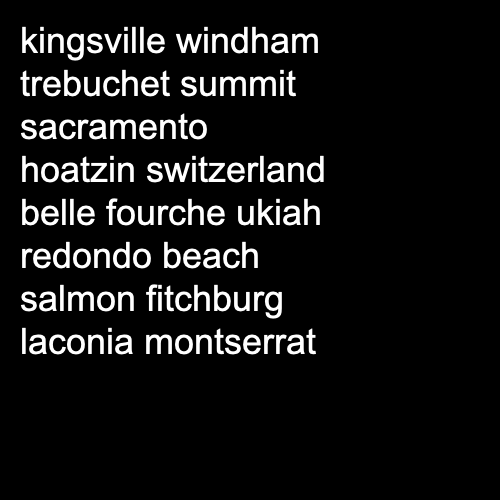 kingsville windham
trebuchet summit
sacramento
hoatzin switzerland
belle fourche ukiah
redondo beach
salmon fitchburg
laconia montserrat